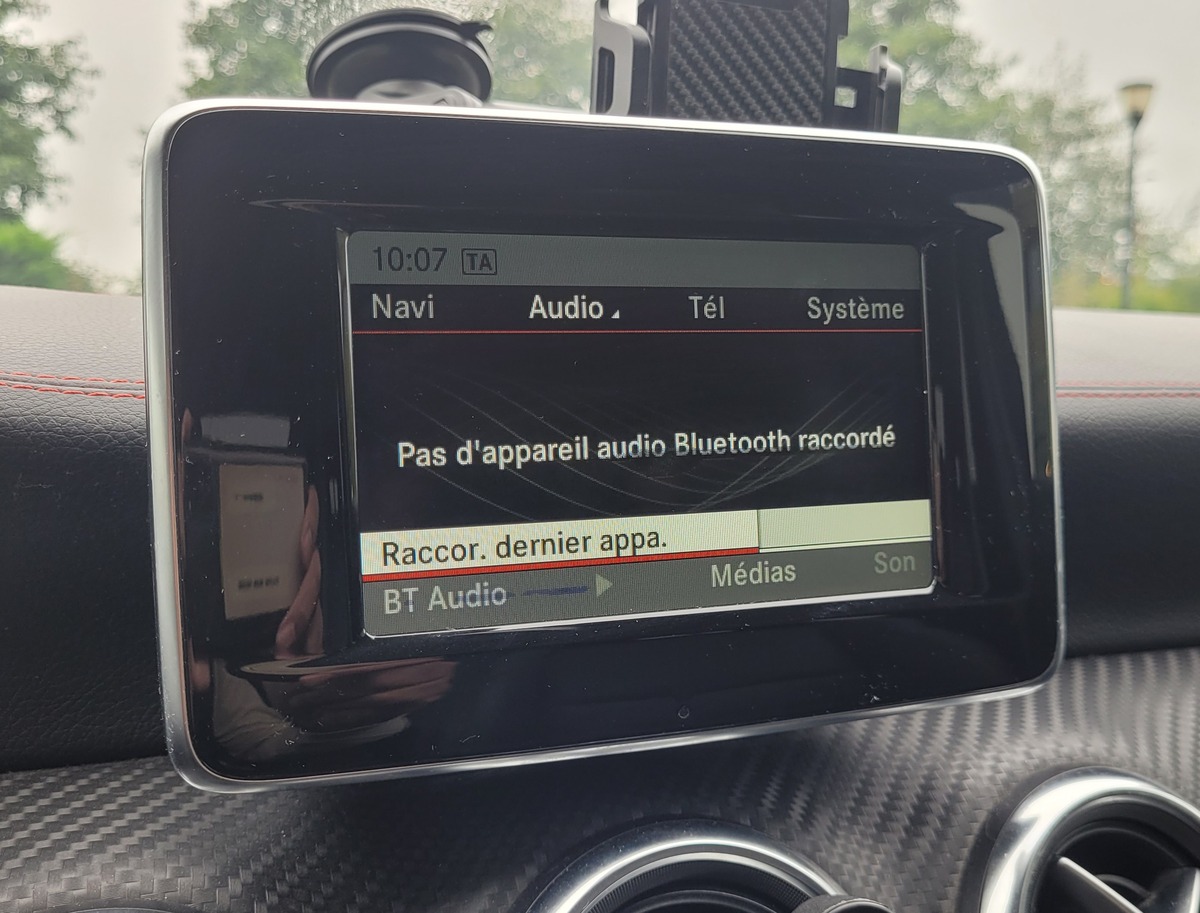 10:07 TA
Navi Audio Tél Système
Pas d'appareil audio Bluetooth raccordé
Raccor. dernier appa.
BT Audio Médias Son